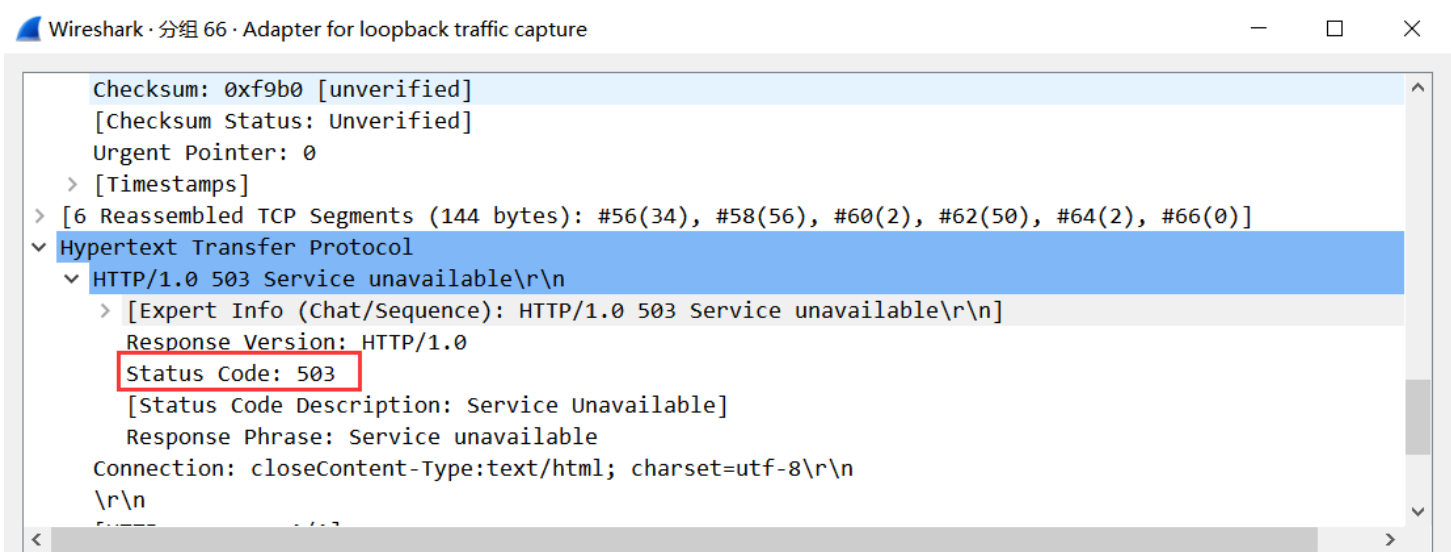 Wireshark · 分组 66 · Adapter for loopback traffic capture
Checksum: 0xf9b0 [unverified]
[Checksum Status: Unverified]
Urgent Pointer: 0
[Timestamps]
[6 Reassembled TCP Segments (144 bytes): #56(34), #58(56), #60(2), #62(50), #64(2), #66(0)]
Hypertext Transfer Protocol
HTTP/1.0 503 Service unavailable\r\n
[Expert Info (Chat/Sequence): HTTP/1.0 503 Service unavailable\r\n]
Response Version: HTTP/1.0
Status Code: 503
[Status Code Description: Service Unavailable]
Response Phrase: Service unavailable
Connection: closeContent-Type:text/html; charset=utf-8\r\n
\r\n